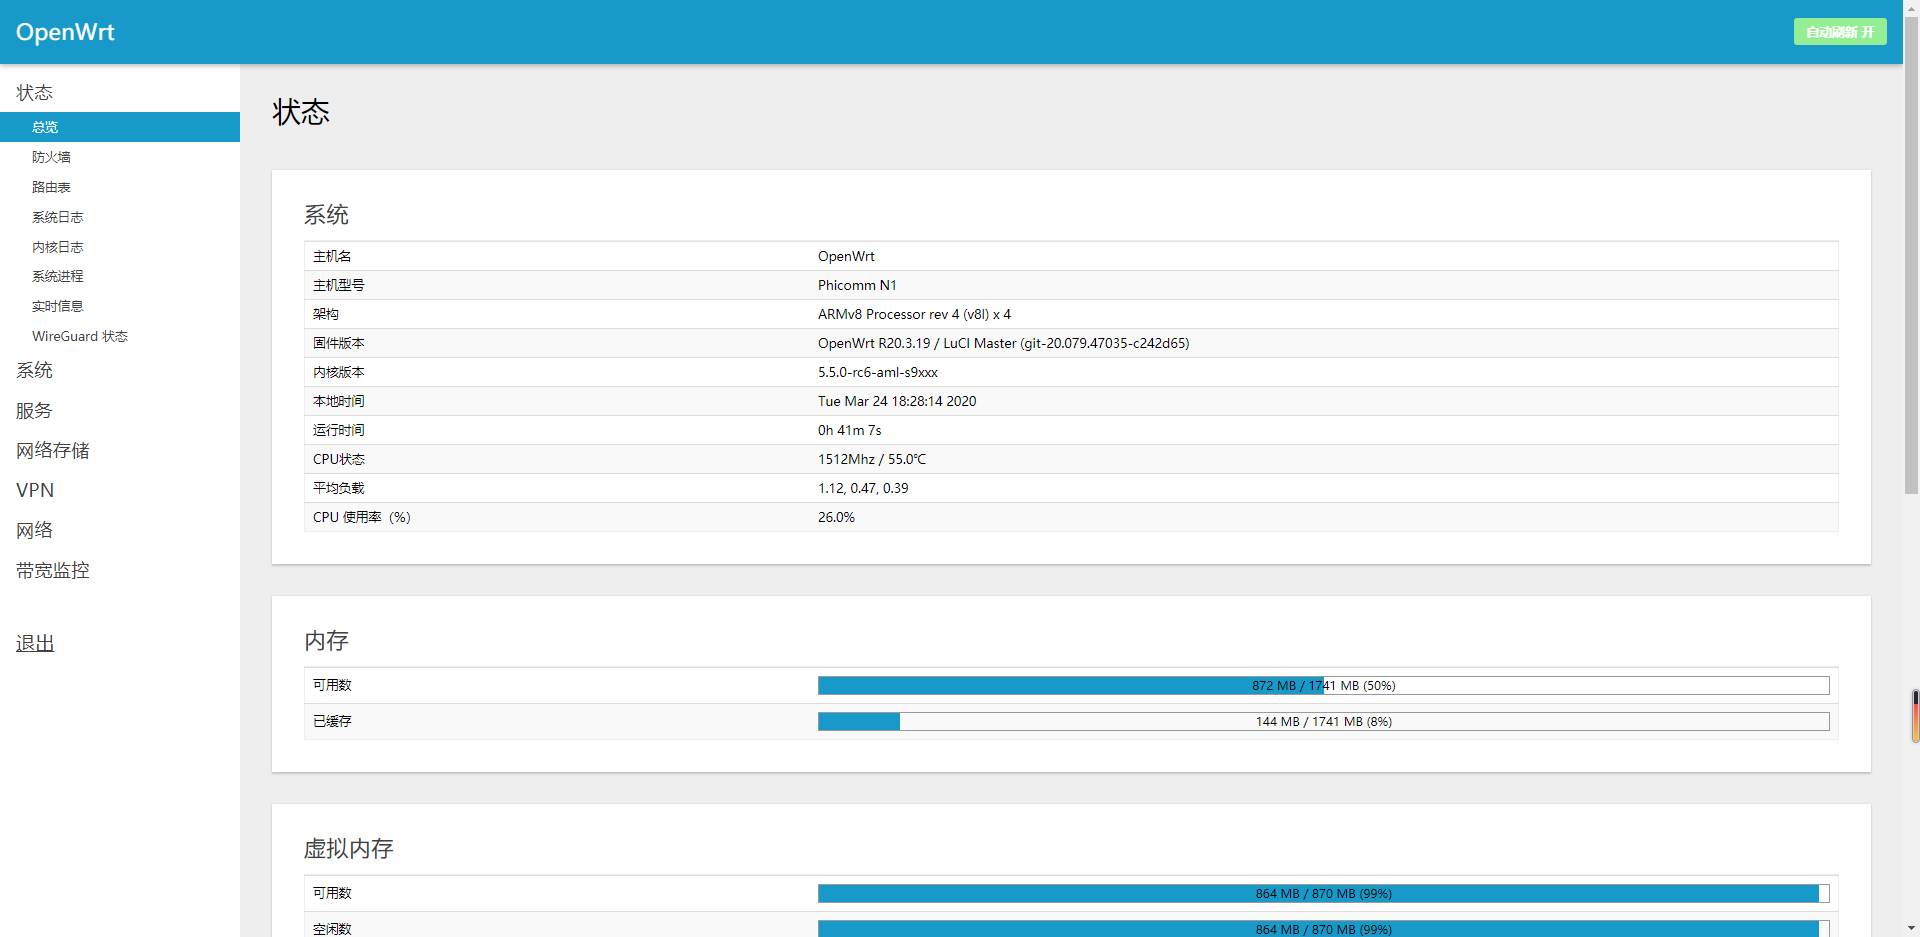 OpenWrt
自动刷新 开
状态
总览
防火墙
路由表
系统日志
内核日志
系统进程
实时信息
WireGuard 状态
系统
服务
网络存储
VPN
网络
带宽监控
退出
状态
系统
主机名 OpenWrt
主机型号 Phicomm N1
架构 ARMv8 Processor rev 4 (v8l) x 4
固件版本 OpenWrt R20.3.19 / LuCI Master (git-20.079.47035-c242d65)
内核版本 5.5.0-rc6-aml-s9xxx
本地时间 Tue Mar 24 18:28:14 2020
运行时间 0h 41m 7s
CPU状态 1512Mhz / 55.0℃
平均负载 1.12, 0.47, 0.39
CPU 使用率（%） 26.0%
内存
可用数 872 MB / 1741 MB (50%)
已缓存 144 MB / 1741 MB (8%)
虚拟内存
可用数 864 MB / 870 MB (99%)
空闲数 864 MB / 870 MB (99%)